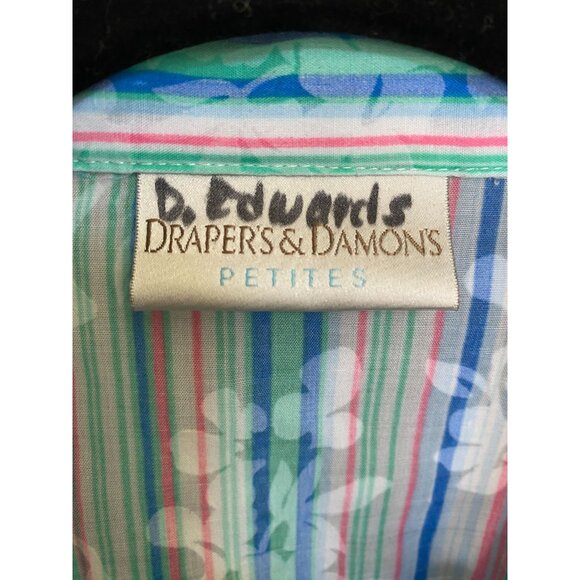 D. Edwards
DRAPER'S & DAMON'S
PETITES